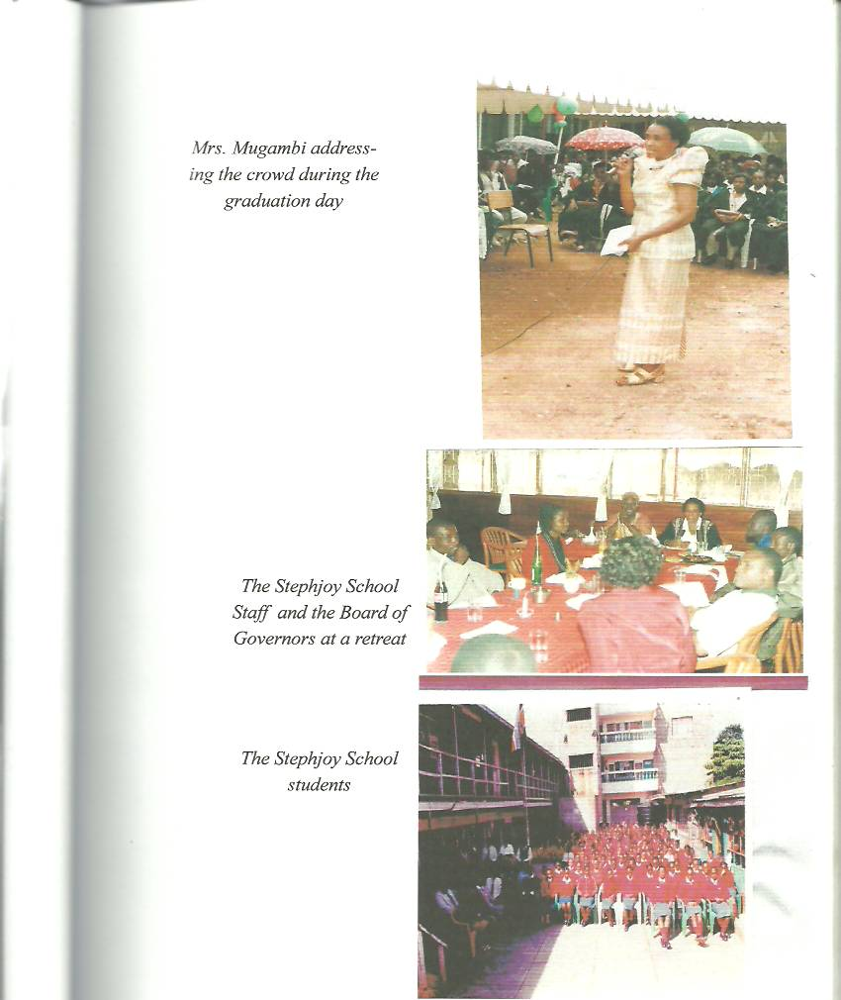 Mrs. Mugambi address-
ing the crowd during the
graduation day
The Stephjoy School
Staff and the Board of
Governors at a retreat
The Stephjoy School
students